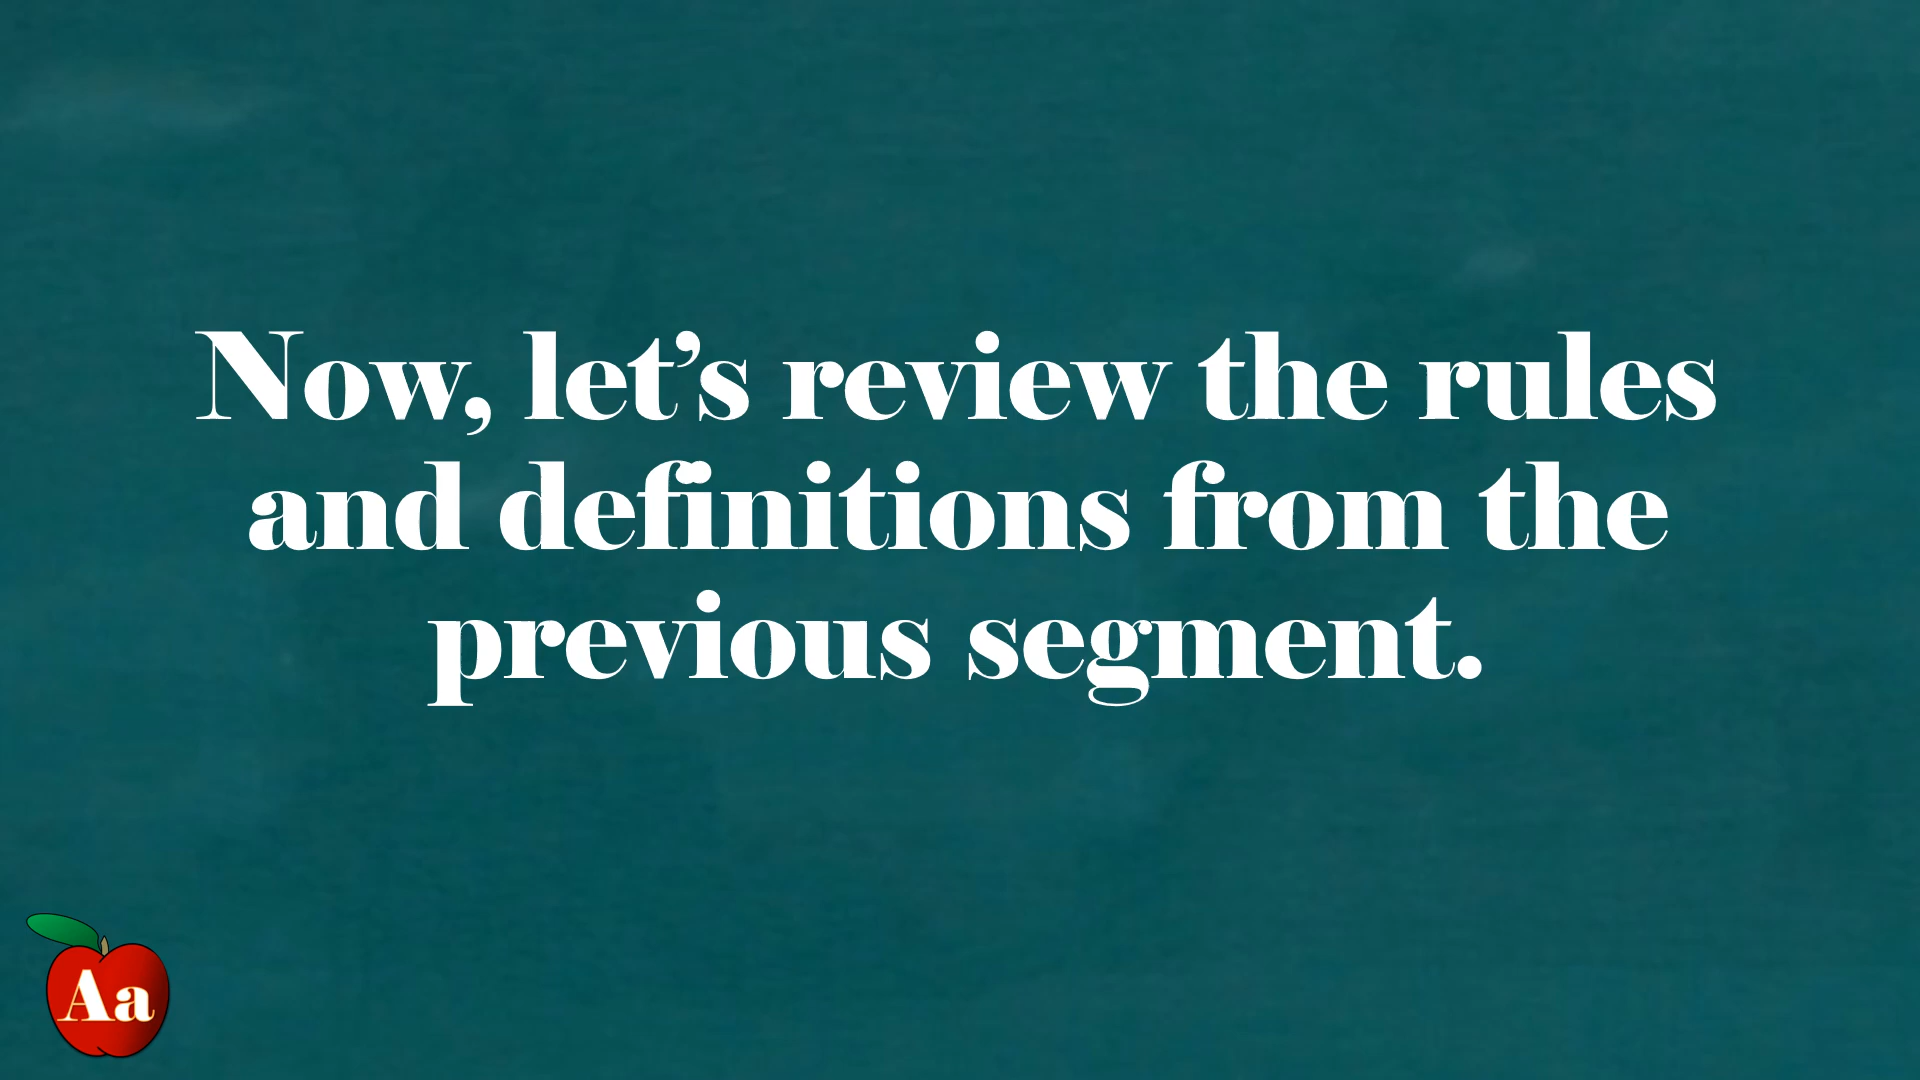 Now, let’s review the rules
and definitions from the
previous segment.
Aa